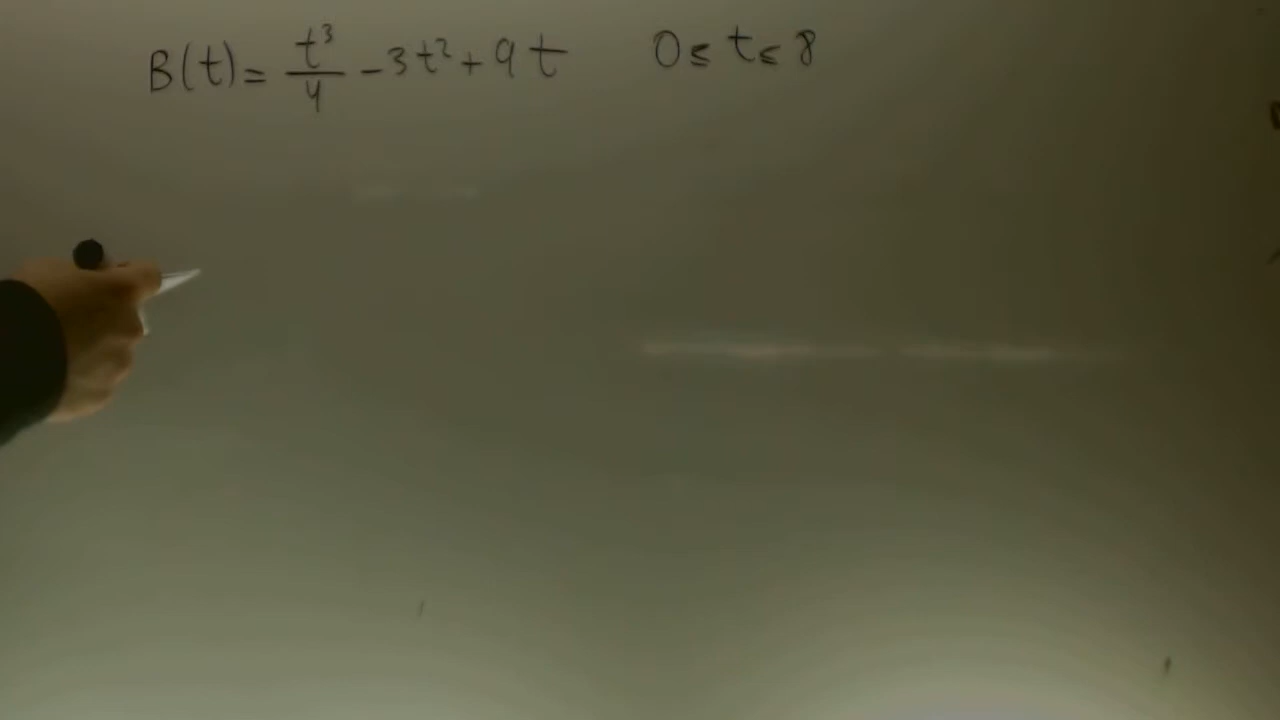 B(t) = t³/4 - 3t² + 9t 0 ≤ t ≤ 8